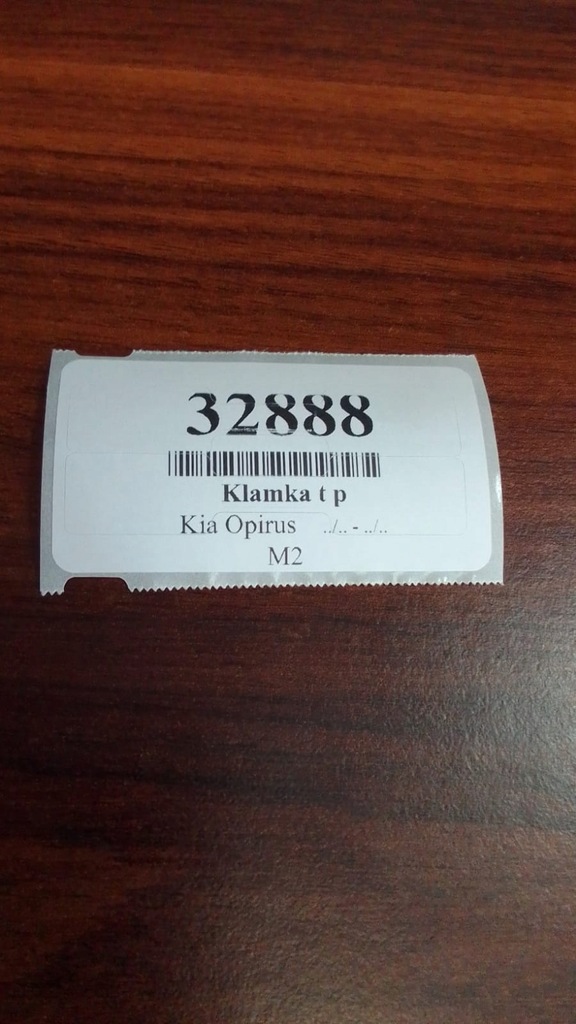 32888
Klamka t p
Kia Opirus ../.. - ../..
M2